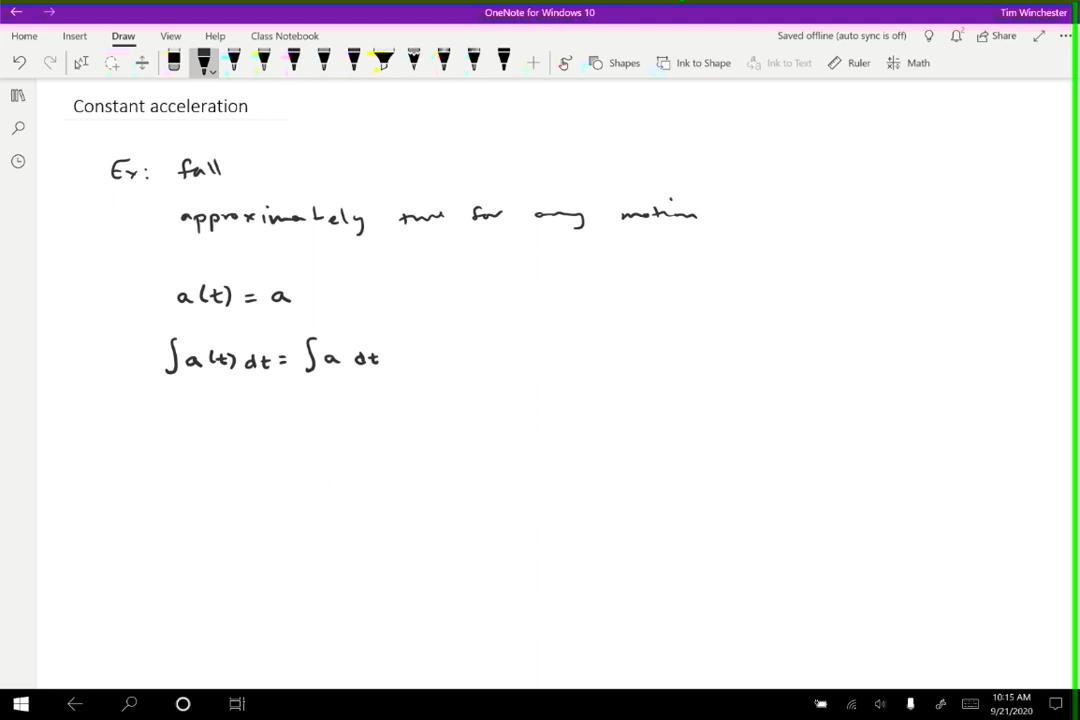 OneNote for Windows 10
Tim Winchester
Home Insert Draw View Help Class Notebook
Saved offline (auto sync is off) Share
Shapes Ink to Shape Ink to Text Ruler Math
Constant acceleration
Ex: fall
approximately true for any motion
a(t) = a
∫a(t) dt = ∫a dt
10:15 AM
9/21/2020